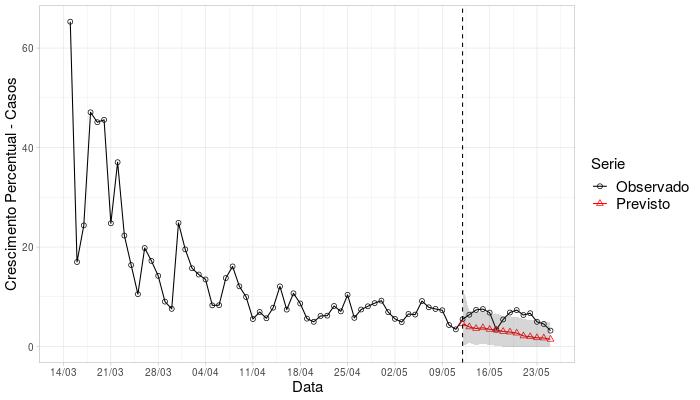 60
40
20
0
Crescimento Percentual - Casos
14/03 21/03 28/03 04/04 11/04 18/04 25/04 02/05 09/05 16/05 23/05
Data
Serie
Observado
Previsto